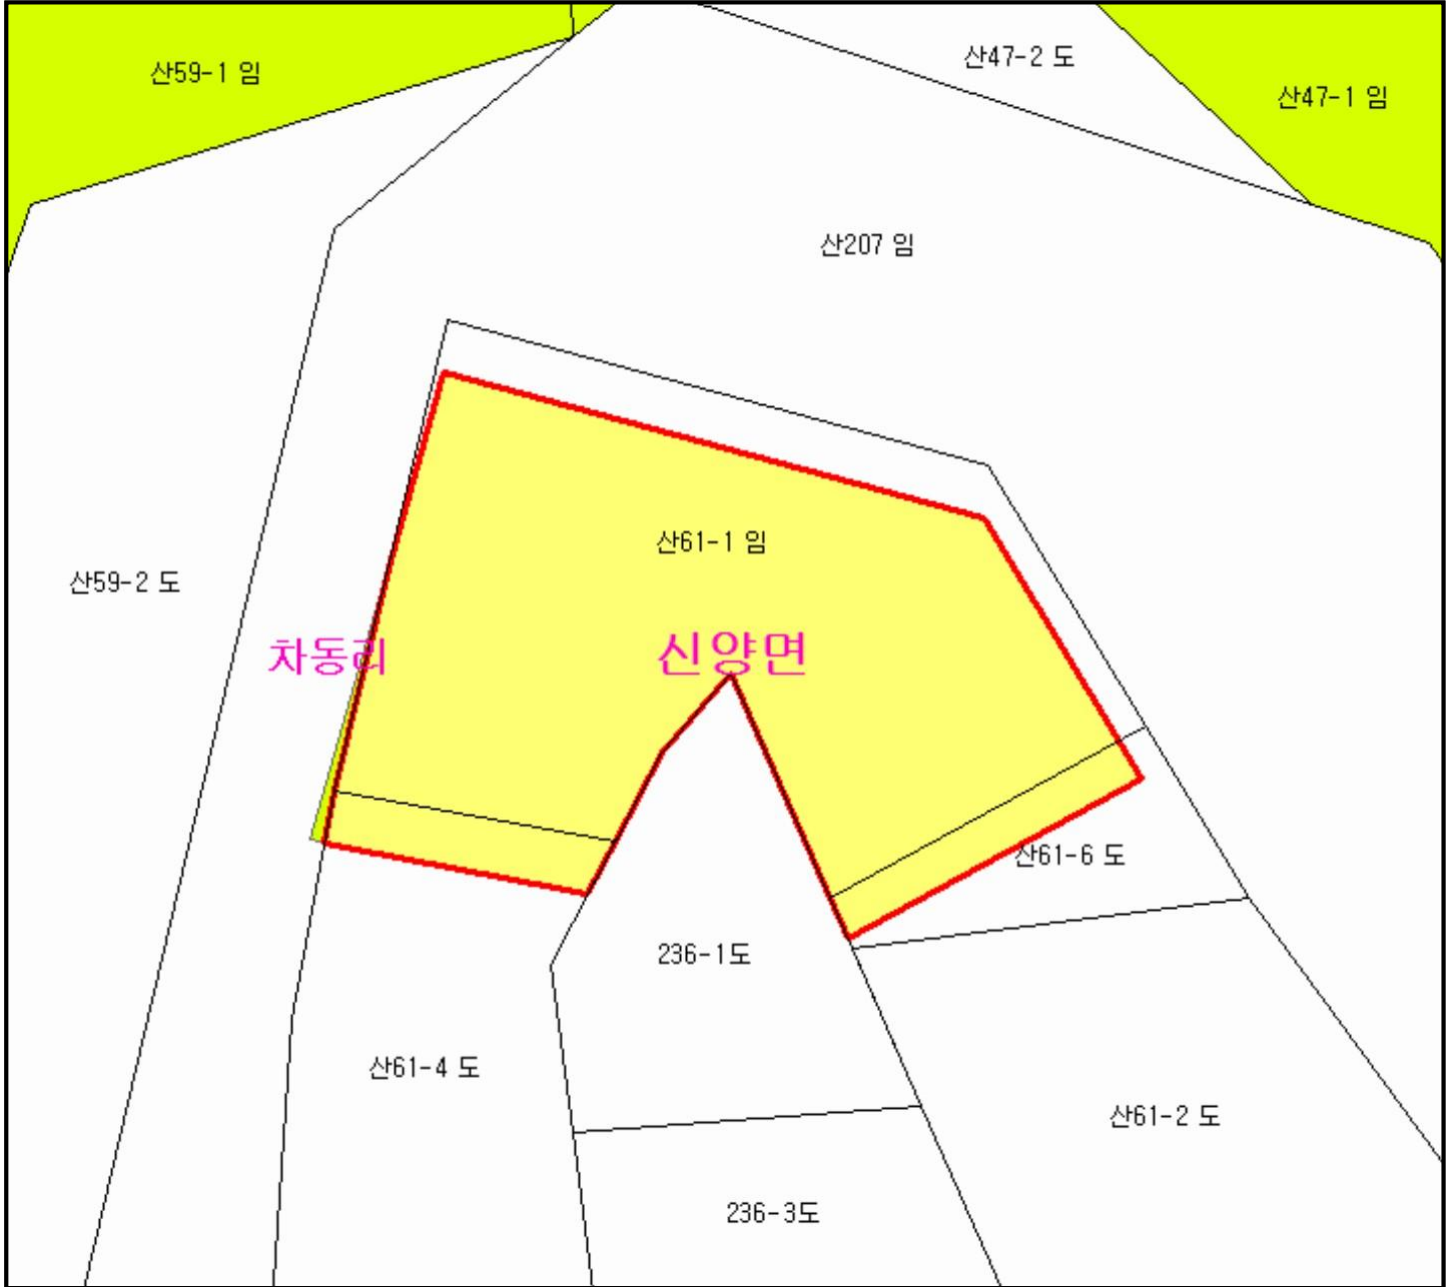 산47-2 도
산59-1 임
산47-1 임
산207 임
산61-1 임
산59-2 도
차동리
신양면
산61-6 도
236-1도
산61-4 도
산61-2 도
236-3도